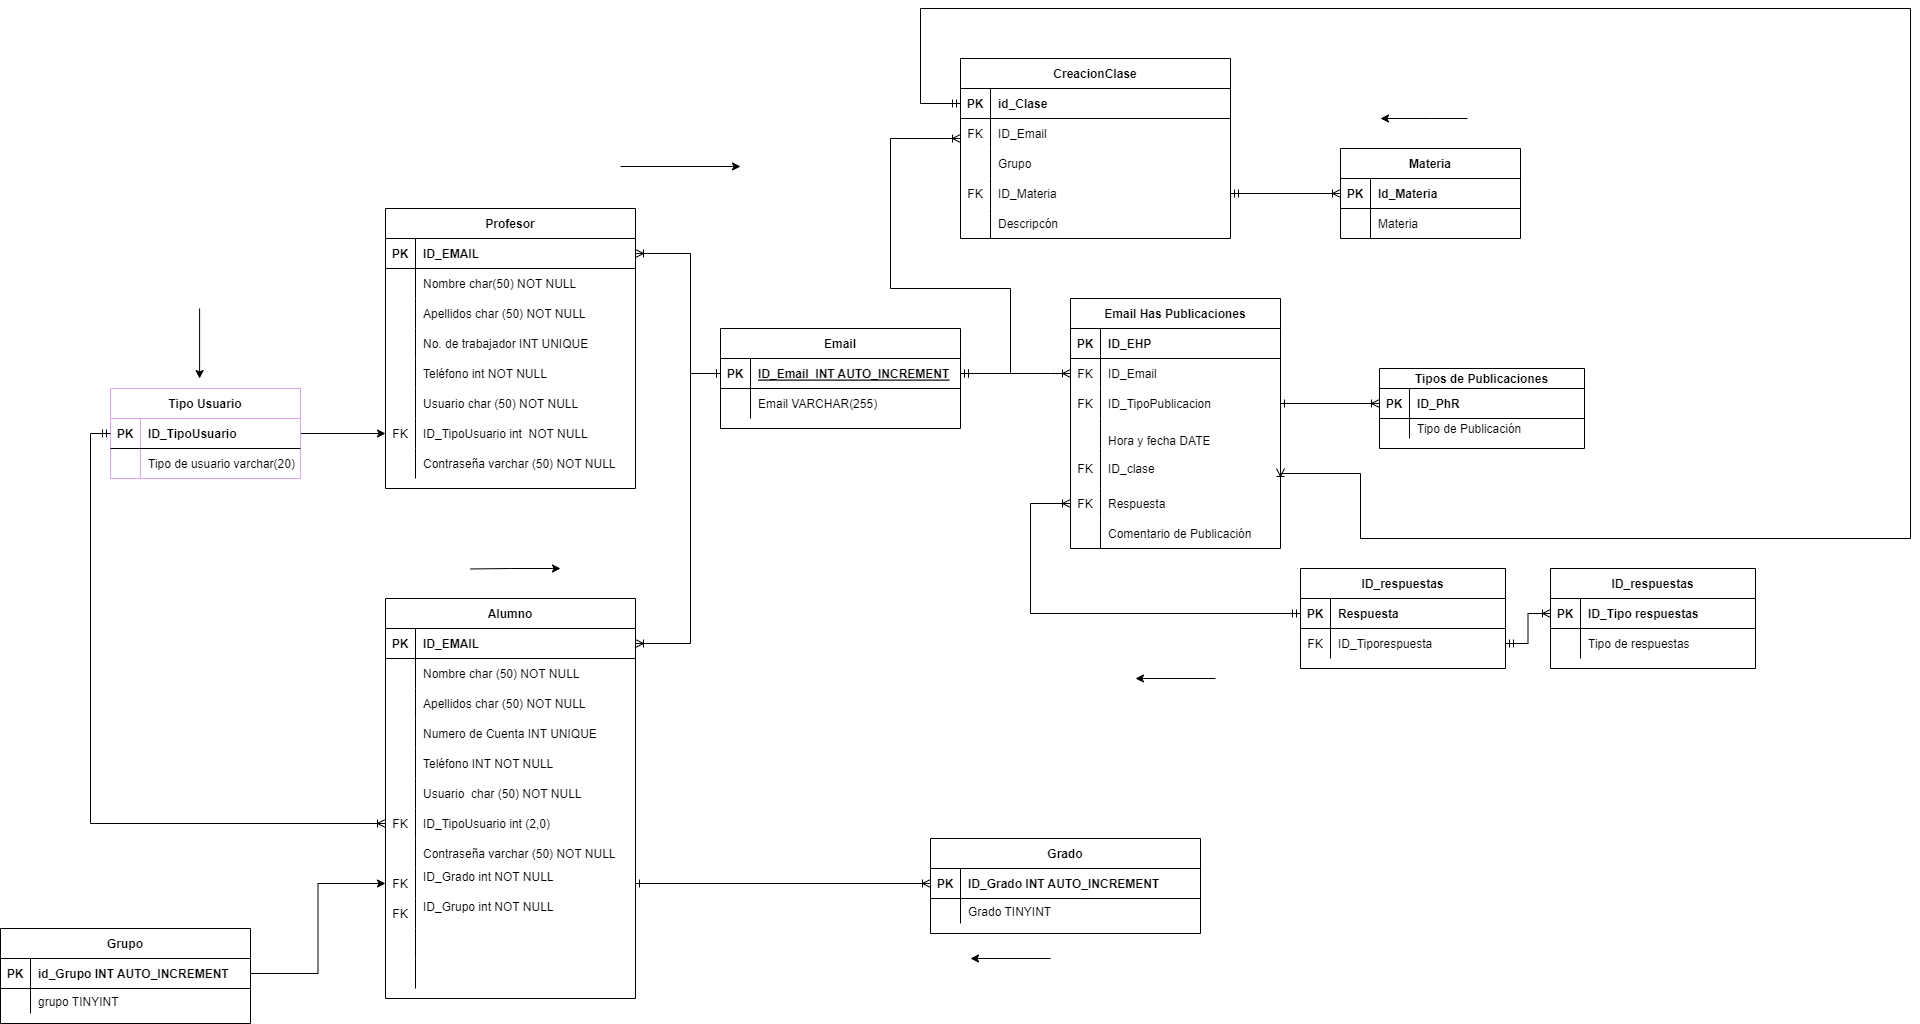 CreacionClase
PK id_Clase
FK ID_Email
Grupo
FK ID_Materia
Descripcón
Materia
PK Id_Materia
Materia
Profesor
PK ID_EMAIL
Nombre char(50) NOT NULL
Apellidos char (50) NOT NULL
No. de trabajador INT UNIQUE
Teléfono int NOT NULL
Usuario char (50) NOT NULL
FK ID_TipoUsuario int NOT NULL
Contraseña varchar (50) NOT NULL
Email Has Publicaciones
PK ID_EHP
FK ID_Email
FK ID_TipoPublicacion
Hora y fecha DATE
FK ID_clase
FK Respuesta
Comentario de Publicación
Email
PK ID_Email INT AUTO_INCREMENT
Email VARCHAR(255)
Tipos de Publicaciones
PK ID_PhR
Tipo de Publicación
Tipo Usuario
PK ID_TipoUsuario
Tipo de usuario varchar(20)
ID_respuestas
PK Respuesta
FK ID_Tiporespuesta
ID_respuestas
PK ID_Tipo respuestas
Tipo de respuestas
Alumno
PK ID_EMAIL
Nombre char (50) NOT NULL
Apellidos char (50) NOT NULL
Numero de Cuenta INT UNIQUE
Teléfono INT NOT NULL
Usuario char (50) NOT NULL
FK ID_TipoUsuario int (2,0)
Contraseña varchar (50) NOT NULL
FK ID_Grado int NOT NULL
FK ID_Grupo int NOT NULL
Grado
PK ID_Grado INT AUTO_INCREMENT
Grado TINYINT
Grupo
PK id_Grupo INT AUTO_INCREMENT
grupo TINYINT